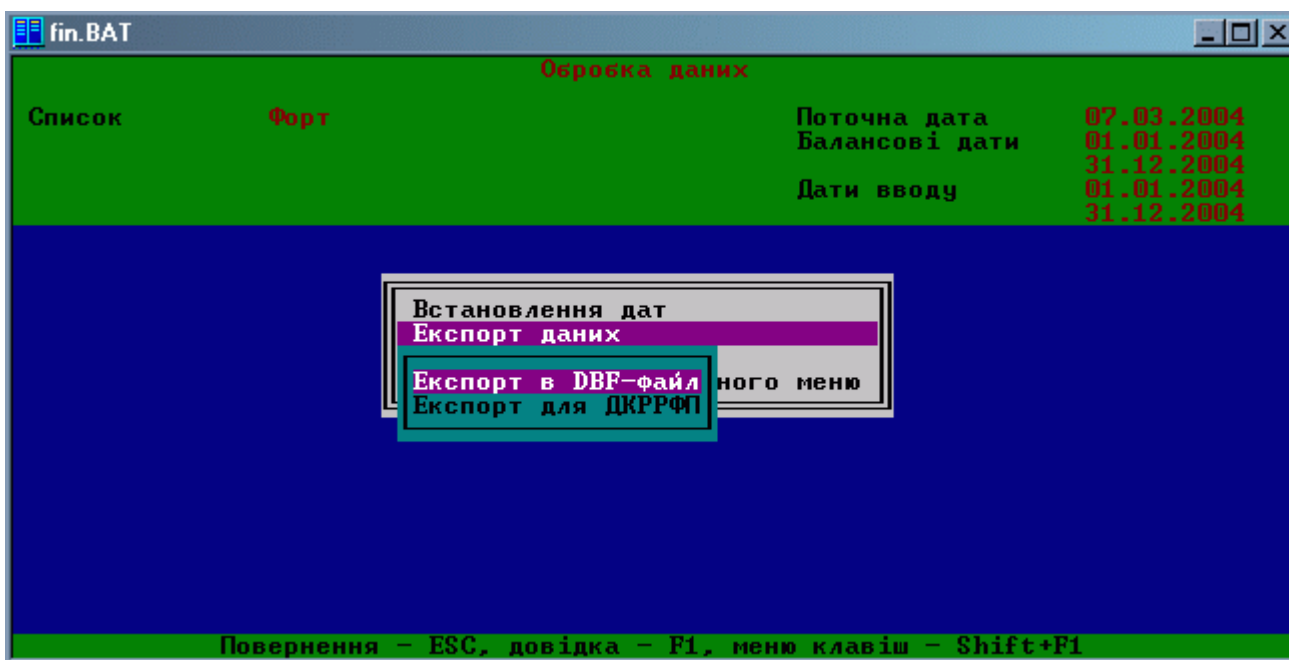 fin.BAT
Обробка даних
Список Форт Поточна дата 07.03.2004
Балансові дати 01.01.2004
31.12.2004
Дати вводу 01.01.2004
31.12.2004
Встановлення дат
Експорт даних
Експорт в DBF-файл ного меню
Експорт для ДКРРФП
Повернення - ESC, довідка - F1, меню клавіш - Shift+F1